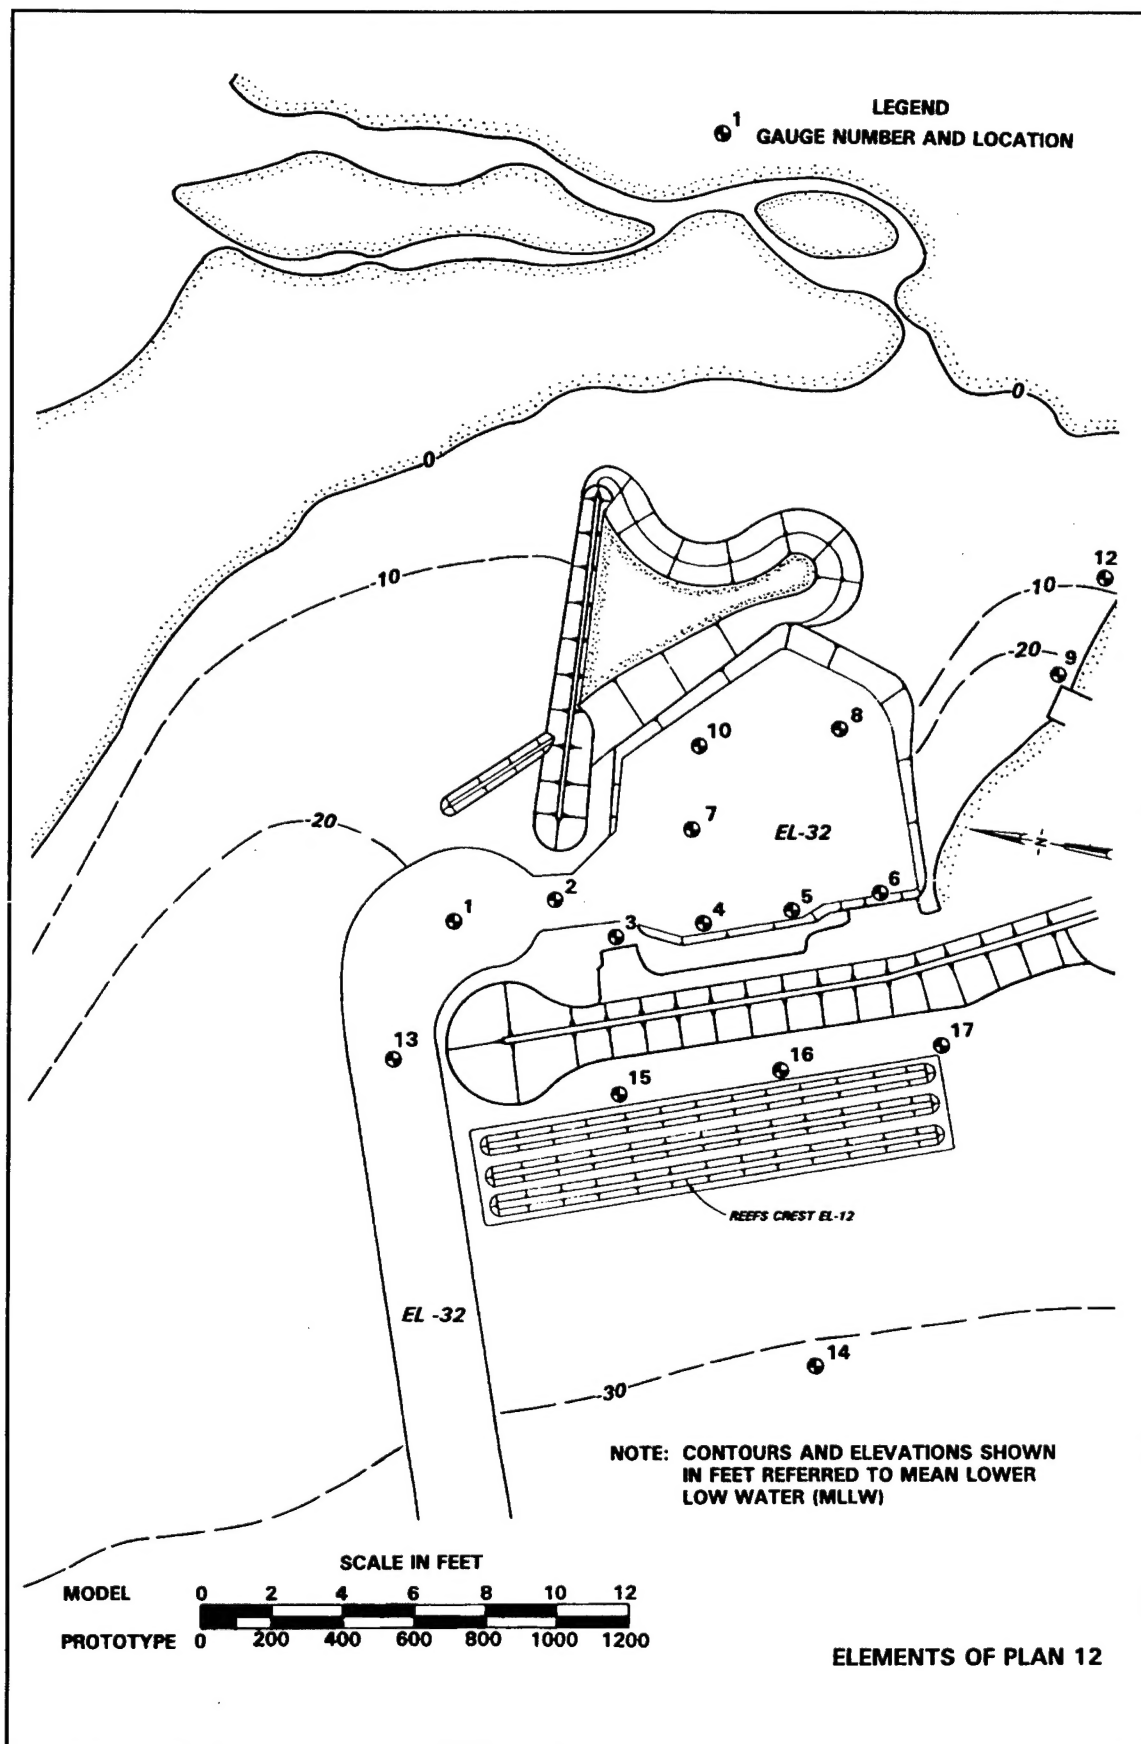 LEGEND
1
GAUGE NUMBER AND LOCATION
0
0
-10
12
-10
-20
9
8
10
7
EL-32
-20
N
6
5
4
2
1
3
13
17
16
15
REEFS CREST EL-12
EL -32
14
-30
NOTE: CONTOURS AND ELEVATIONS SHOWN
IN FEET REFERRED TO MEAN LOWER
LOW WATER (MLLW)
SCALE IN FEET
MODEL 0 2 4 6 8 10 12
PROTOTYPE 0 200 400 600 800 1000 1200
ELEMENTS OF PLAN 12